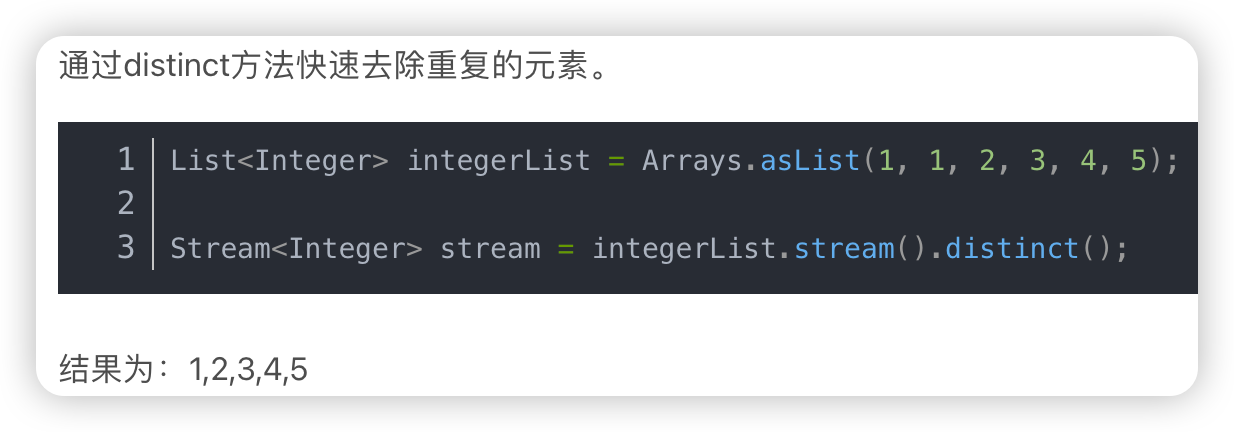 通过distinct方法快速去除重复的元素。
1 List<Integer> integerList = Arrays.asList(1, 1, 2, 3, 4, 5);
2
3 Stream<Integer> stream = integerList.stream().distinct();
结果为：1,2,3,4,5